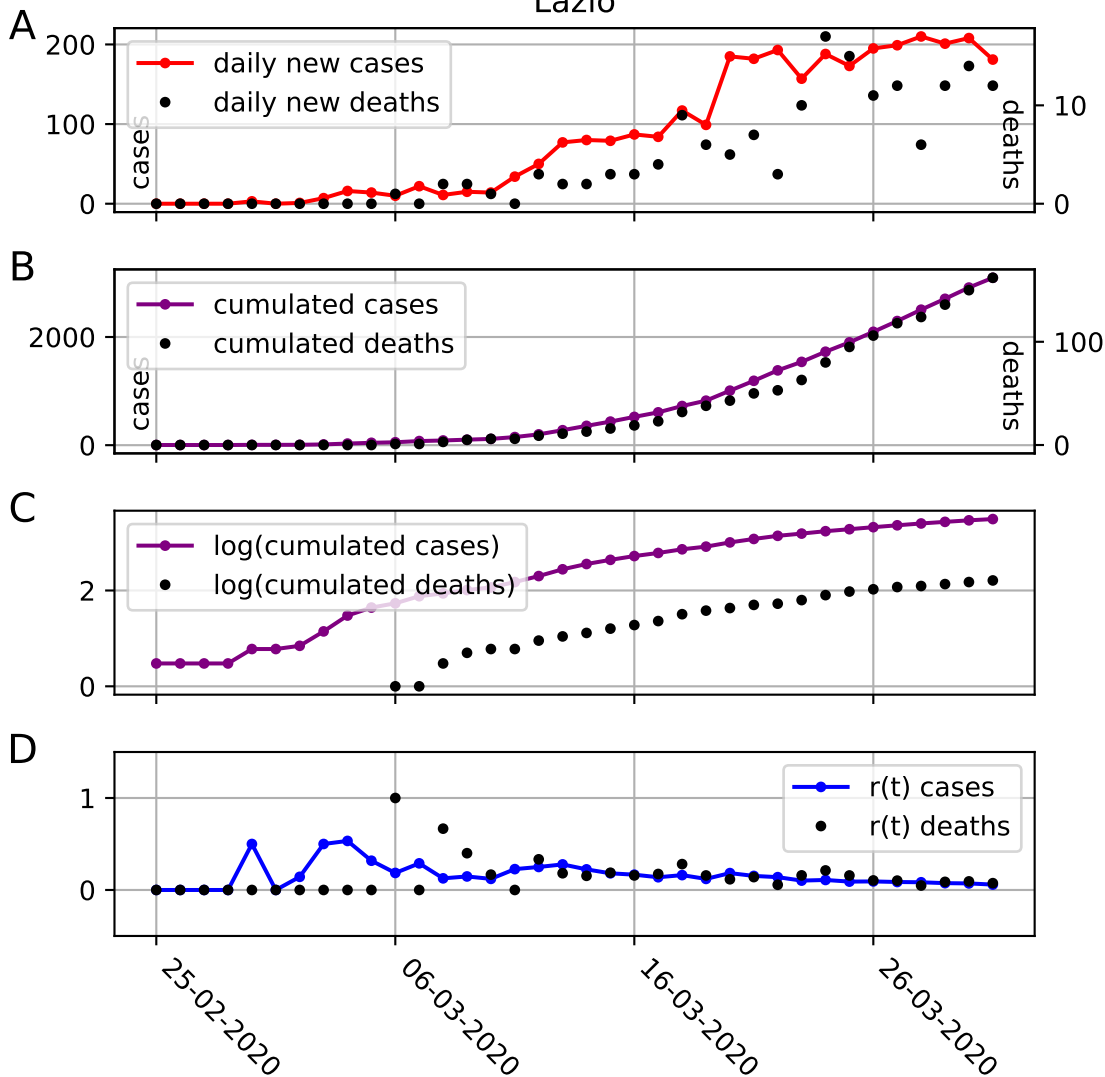 Lazio
A
200
100
0
cases
daily new cases
daily new deaths
10
0
deaths
B
2000
0
cases
cumulated cases
cumulated deaths
100
0
deaths
C
2
0
log(cumulated cases)
log(cumulated deaths)
D
1
0
r(t) cases
r(t) deaths
25-02-2020
06-03-2020
16-03-2020
26-03-2020